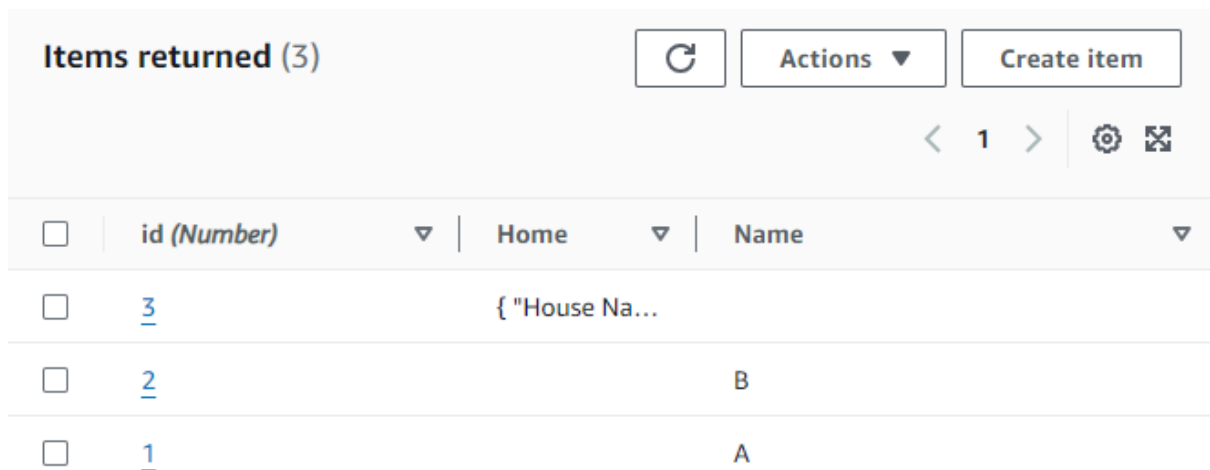 Items returned (3) Actions Create item
1
id (Number) Home Name
3 { "House Na...
2 B
1 A